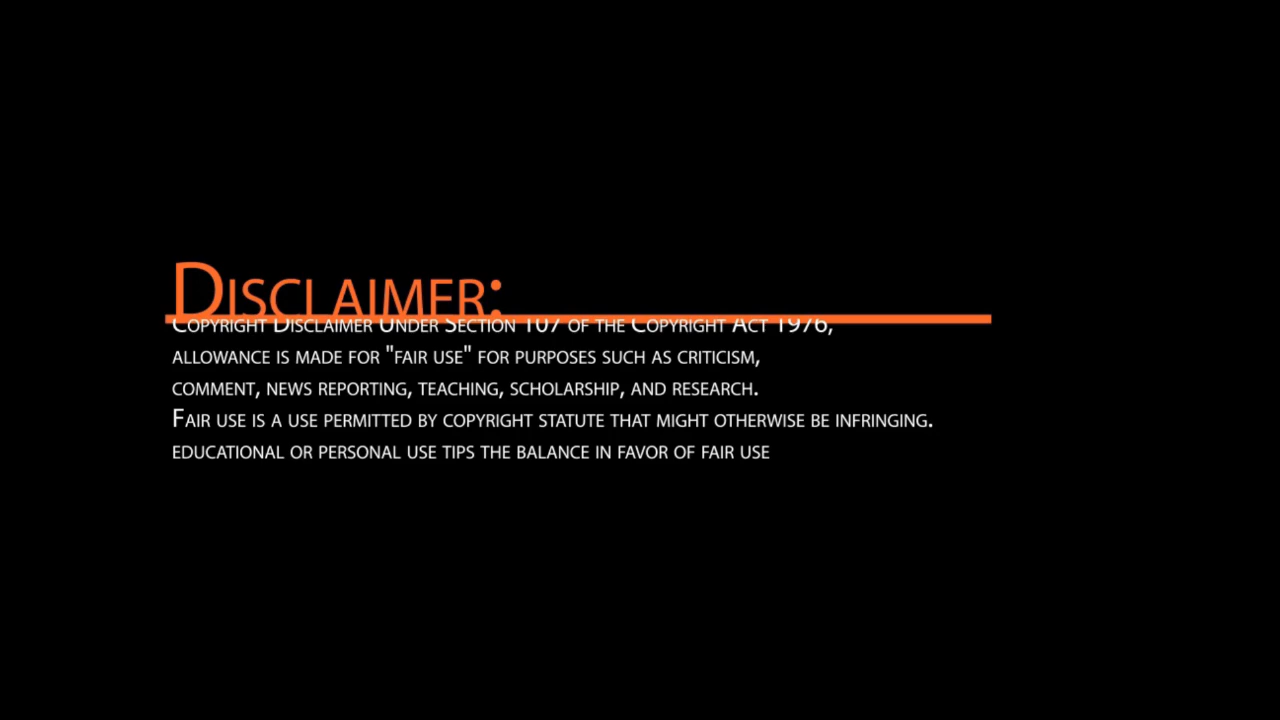 Disclaimer:
Copyright Disclaimer Under Section 107 of the Copyright Act 1976,
allowance is made for "fair use" for purposes such as criticism,
comment, news reporting, teaching, scholarship, and research.
Fair use is a use permitted by copyright statute that might otherwise be infringing.
educational or personal use tips the balance in favor of fair use